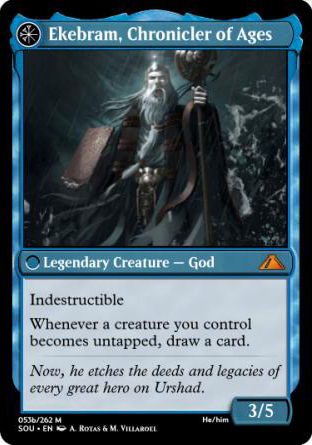 Ekebram, Chronicler of Ages
Legendary Creature — God
Indestructible
Whenever a creature you control
becomes untapped, draw a card.
Now, he etches the deeds and legacies of
every great hero on Urshad.
053b/262 M
SOU • EN A. ROTAS & M. VILLAROEL
He/him
3/5